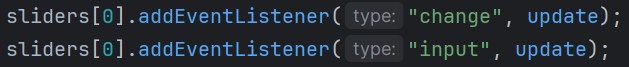 sliders[0].addEventListener( type: "change", update);
sliders[0].addEventListener( type: "input", update);